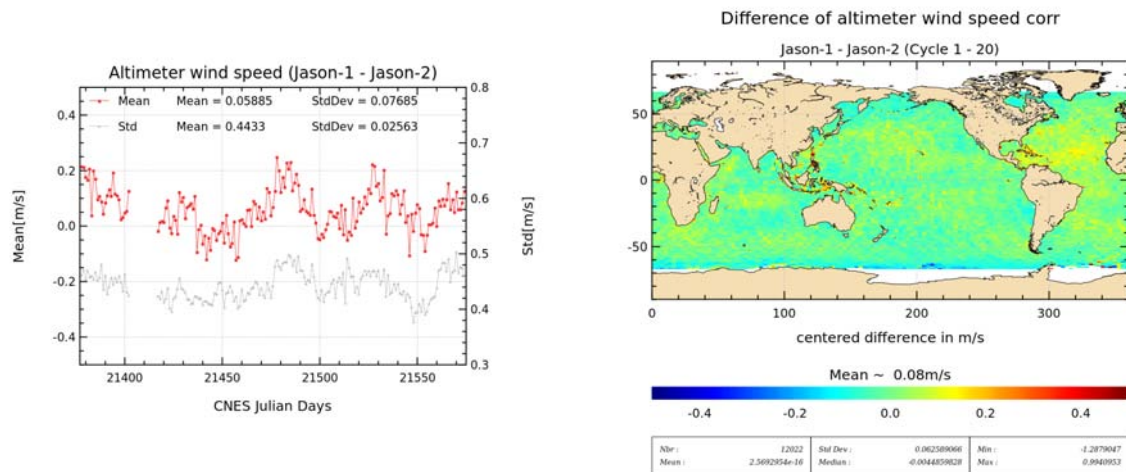 Altimeter wind speed (Jason-1 - Jason-2)
Mean Mean = 0.05885 StdDev = 0.07685
Std Mean = 0.4433 StdDev = 0.02563
Mean[m/s]
0.4
0.2
0.0
-0.2
-0.4
0.8
0.7
0.6
0.5
0.4
0.3
Std[m/s]
21400 21450 21500 21550
CNES Julian Days
Difference of altimeter wind speed corr
Jason-1 - Jason-2 (Cycle 1 - 20)
50
0
-50
0 100 200 300
centered difference in m/s
Mean ~ 0.08m/s
-0.4 -0.2 0.0 0.2 0.4
Nbr : 12022 Std Dev : 0.062589066 Min : -1.2879047
Mean : 2.5692954e-16 Median : -0.0044859828 Max : 0.9940953